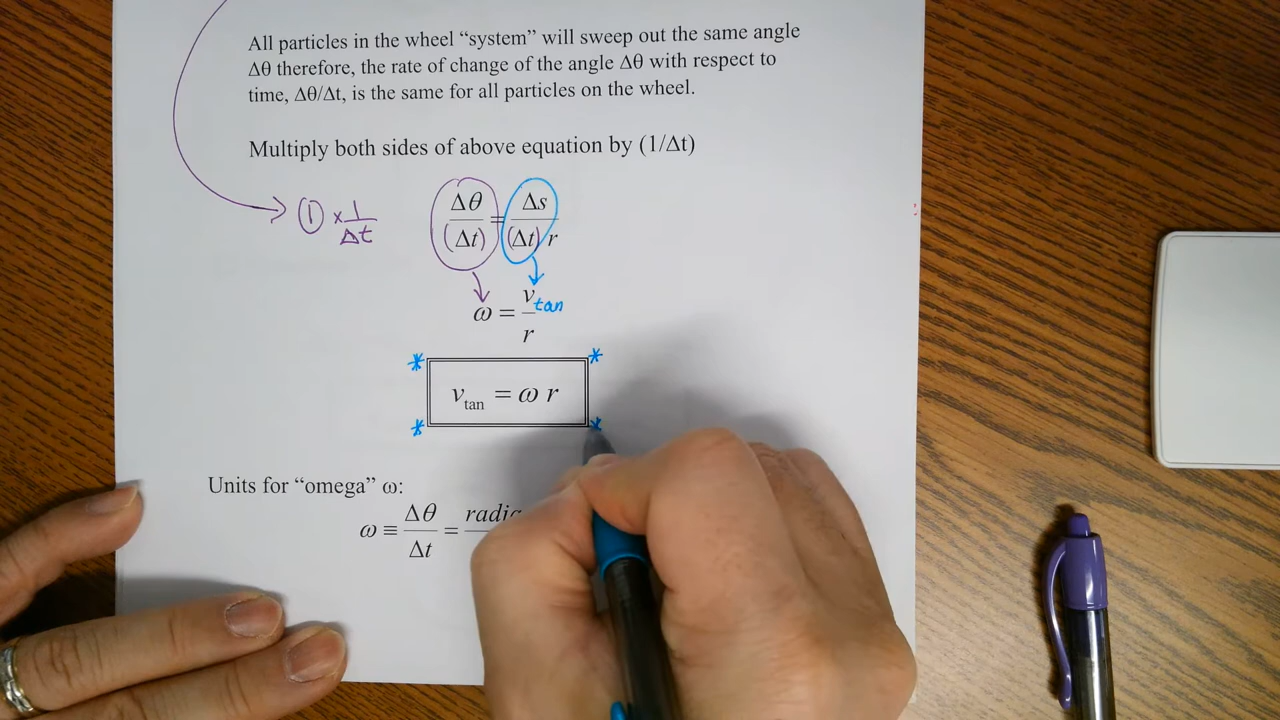 All particles in the wheel “system” will sweep out the same angle
Δθ therefore, the rate of change of the angle Δθ with respect to
time, Δθ/Δt, is the same for all particles on the wheel.
Multiply both sides of above equation by (1/Δt)
① × 1/Δt Δθ/(Δt) = Δs/(Δt) r
ω = v tan / r
* *
v tan = ω r
* *
Units for “omega” ω:
ω ≡ Δθ/Δt =